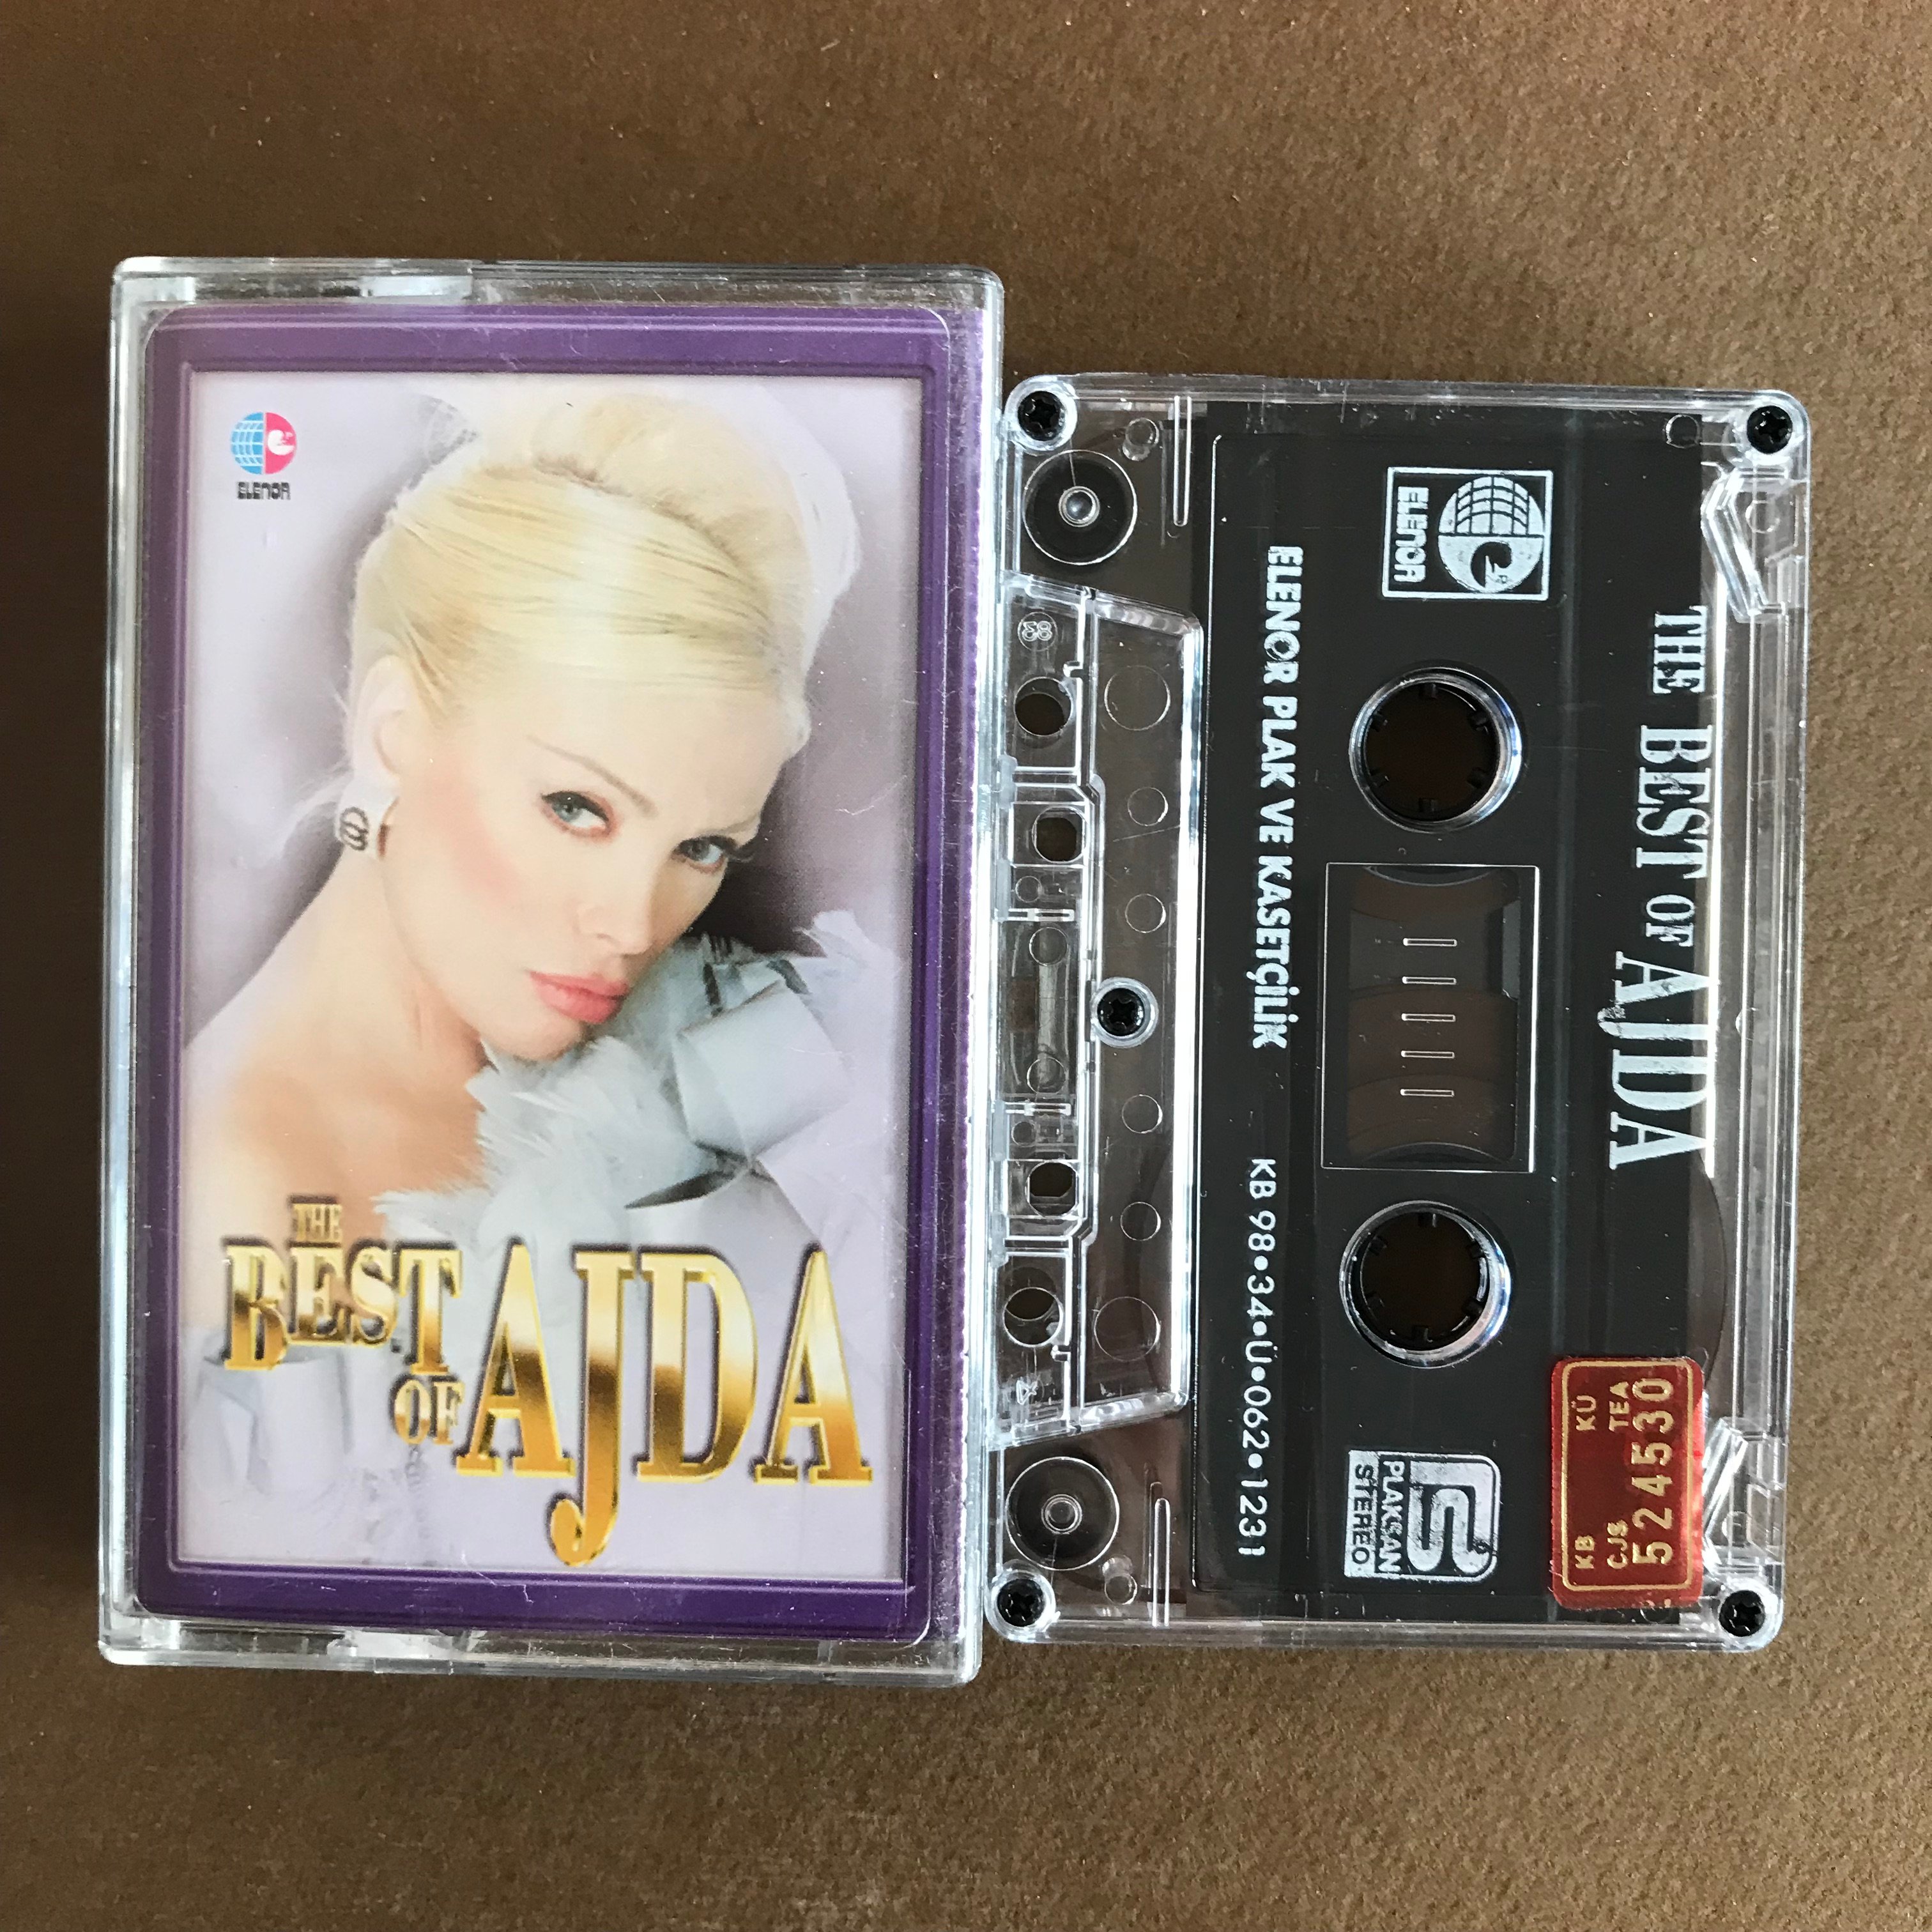 ELENOR
THE
BEST
OF
AJDA
THE BEST OF AJDA
ELENOR
ELENOR PLAK VE KASETÇİLİK
KB 98•34•Ü•062•1231
PLAKSAN
STEREO
KB KÜ
ÇJS TEA
524530